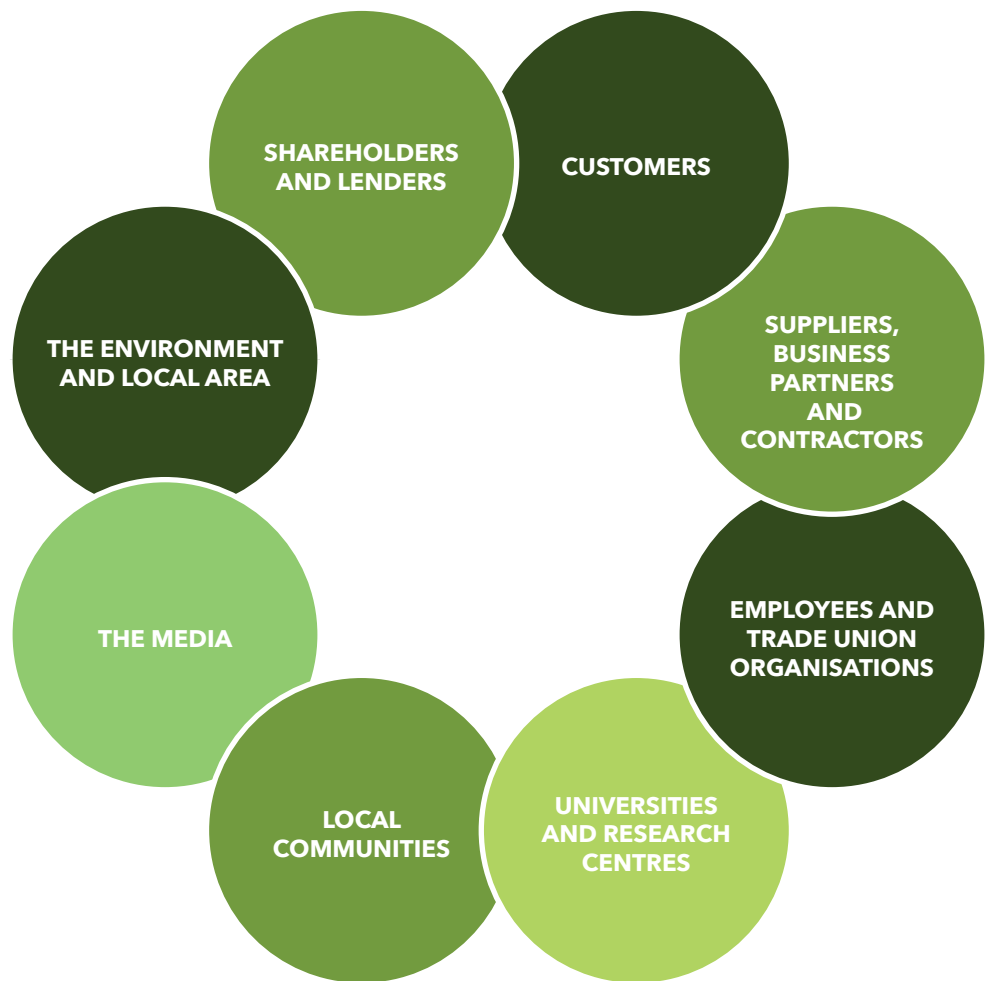 SHAREHOLDERS
AND LENDERS
CUSTOMERS
SUPPLIERS,
BUSINESS
PARTNERS
AND
CONTRACTORS
EMPLOYEES AND
TRADE UNION
ORGANISATIONS
UNIVERSITIES
AND RESEARCH
CENTRES
LOCAL
COMMUNITIES
THE MEDIA
THE ENVIRONMENT
AND LOCAL AREA